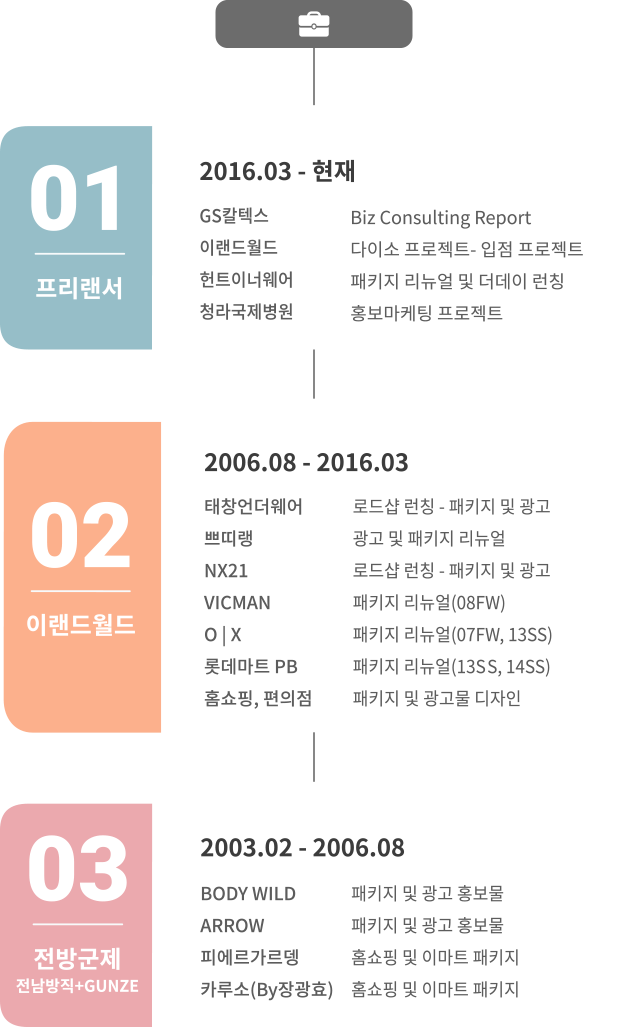 01
프리랜서
2016.03 - 현재
GS칼텍스 Biz Consulting Report
이랜드월드 다이소 프로젝트- 입점 프로젝트
헌트이너웨어 패키지 리뉴얼 및 더데이 런칭
청라국제병원 홍보마케팅 프로젝트
02
이랜드월드
2006.08 - 2016.03
태창언더웨어 로드샵 런칭 - 패키지 및 광고
쁘띠랭 광고 및 패키지 리뉴얼
NX21 로드샵 런칭 - 패키지 및 광고
VICMAN 패키지 리뉴얼(08FW)
O | X 패키지 리뉴얼(07FW, 13SS)
롯데마트 PB 패키지 리뉴얼(13SS, 14SS)
홈쇼핑, 편의점 패키지 및 광고물 디자인
03
전방군제
전남방직+GUNZE
2003.02 - 2006.08
BODY WILD 패키지 및 광고 홍보물
ARROW 패키지 및 광고 홍보물
피에르가르뎅 홈쇼핑 및 이마트 패키지
카루소(By장광효) 홈쇼핑 및 이마트 패키지